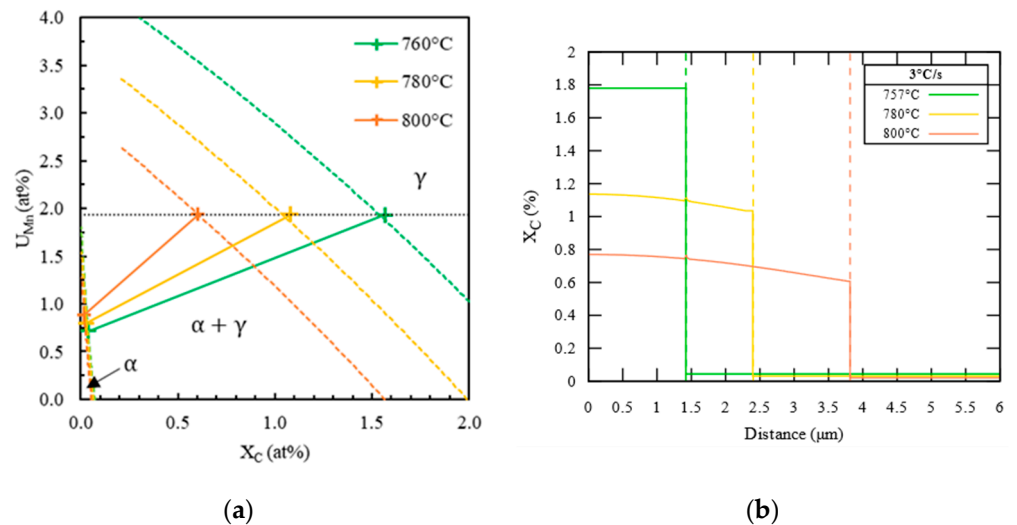 4.0
3.5
3.0
2.5
2.0
1.5
1.0
0.5
0.0
U_Mn (at%)
760°C
780°C
800°C
γ
α + γ
α
0.0 0.5 1.0 1.5 2.0
X_C (at%)
(a)
2
1.8
1.6
1.4
1.2
1
0.8
0.6
0.4
0.2
0
X_C (%)
3°C/s
757°C
780°C
800°C
0 0.5 1 1.5 2 2.5 3 3.5 4 4.5 5 5.5 6
Distance (μm)
(b)